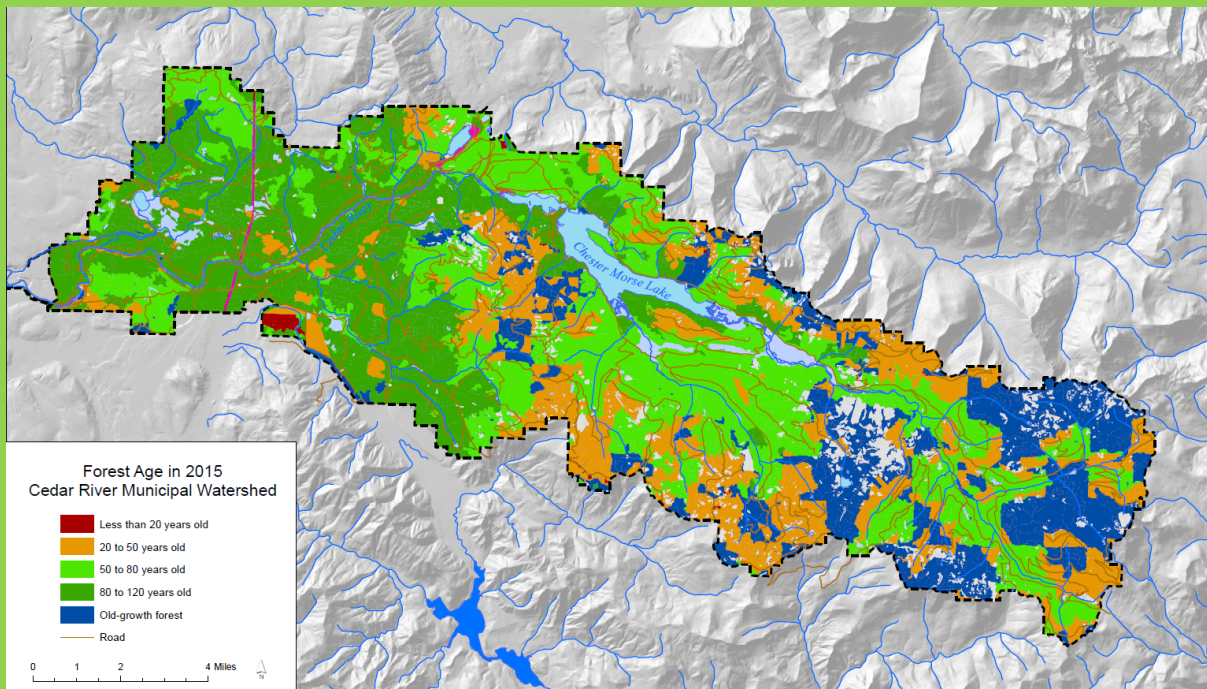 Cedar River
Chester Morse Lake
Forest Age in 2015
Cedar River Municipal Watershed
Less than 20 years old
20 to 50 years old
50 to 80 years old
80 to 120 years old
Old-growth forest
Road
0 1 2 4 Miles
N